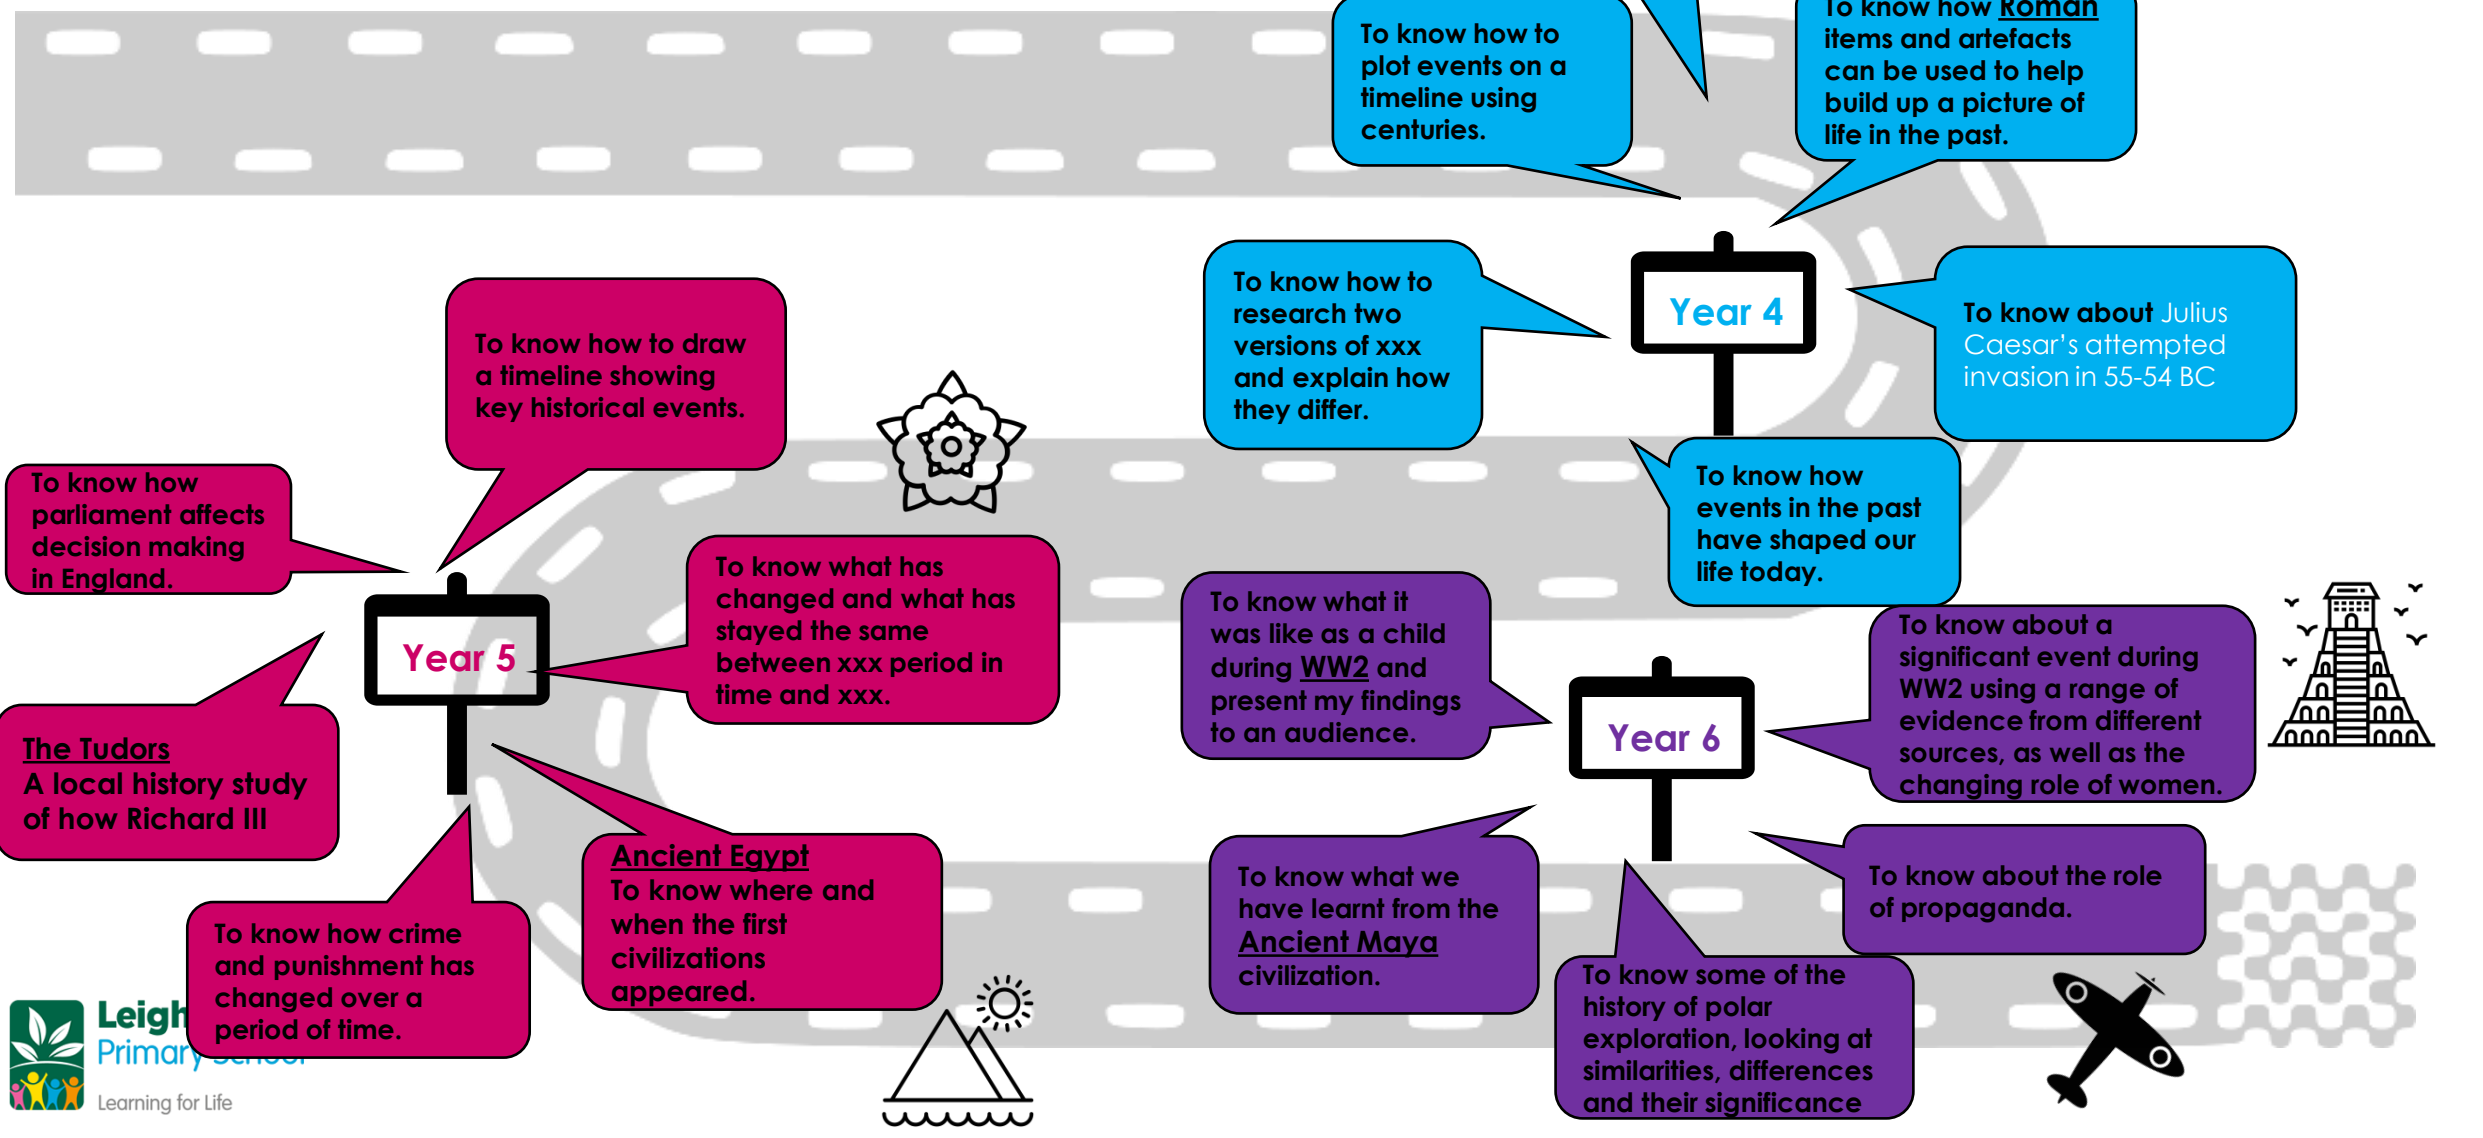 To know how to
plot events on a
timeline using
centuries.
To know how Roman
items and artefacts
can be used to help
build up a picture of
life in the past.
To know how to
research two
versions of xxx
and explain how
they differ.
Year 4
To know about Julius
Caesar's attempted
invasion in 55-54 BC
To know how
events in the past
have shaped our
life today.
To know how to draw
a timeline showing
key historical events.
To know how
parliament affects
decision making
in England.
Year 5
To know what has
changed and what has
stayed the same
between xxx period in
time and xxx.
The Tudors
A local history study
of how Richard III
Ancient Egypt
To know where and
when the first
civilizations
appeared.
To know how crime
and punishment has
changed over a
period of time.
To know what it
was like as a child
during WW2 and
present my findings
to an audience.
Year 6
To know about a
significant event during
WW2 using a range of
evidence from different
sources, as well as the
changing role of women.
To know what we
have learnt from the
Ancient Maya
civilization.
To know about the role
of propaganda.
To know some of the
history of polar
exploration, looking at
similarities, differences
and their significance
Leigh
Primary School
Learning for Life